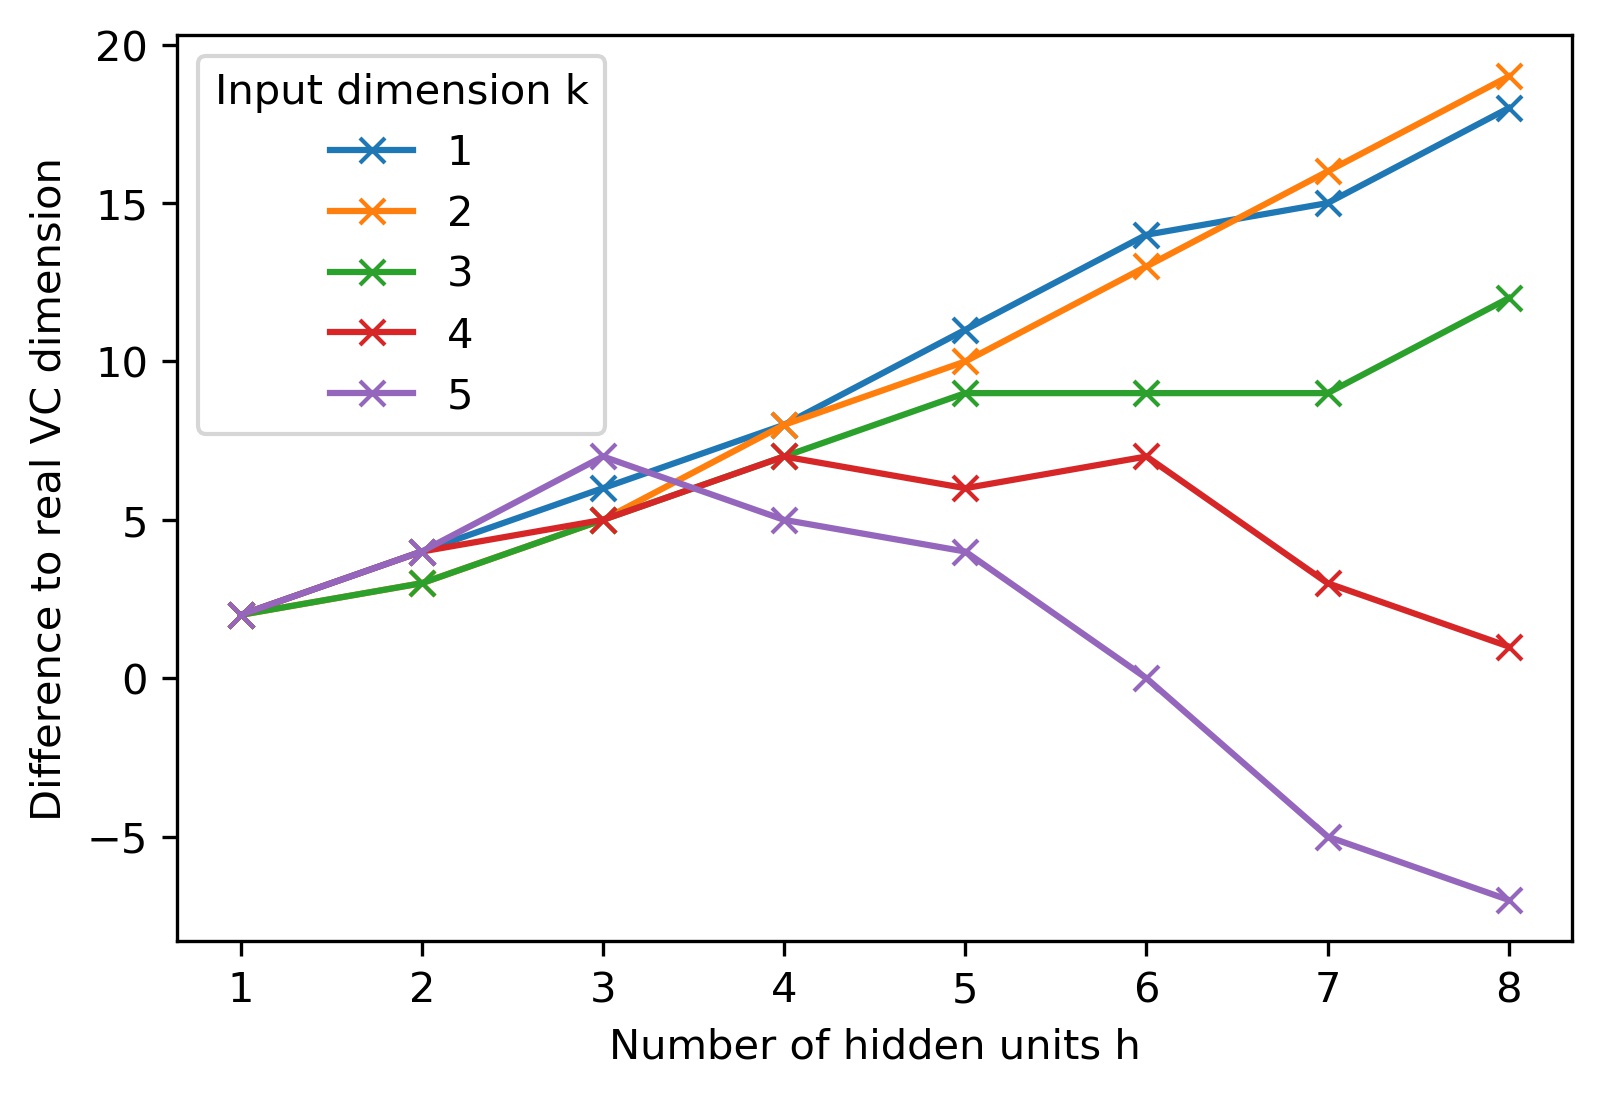 20
15
10
5
0
−5
Difference to real VC dimension
Input dimension k
1
2
3
4
5
1 2 3 4 5 6 7 8
Number of hidden units h